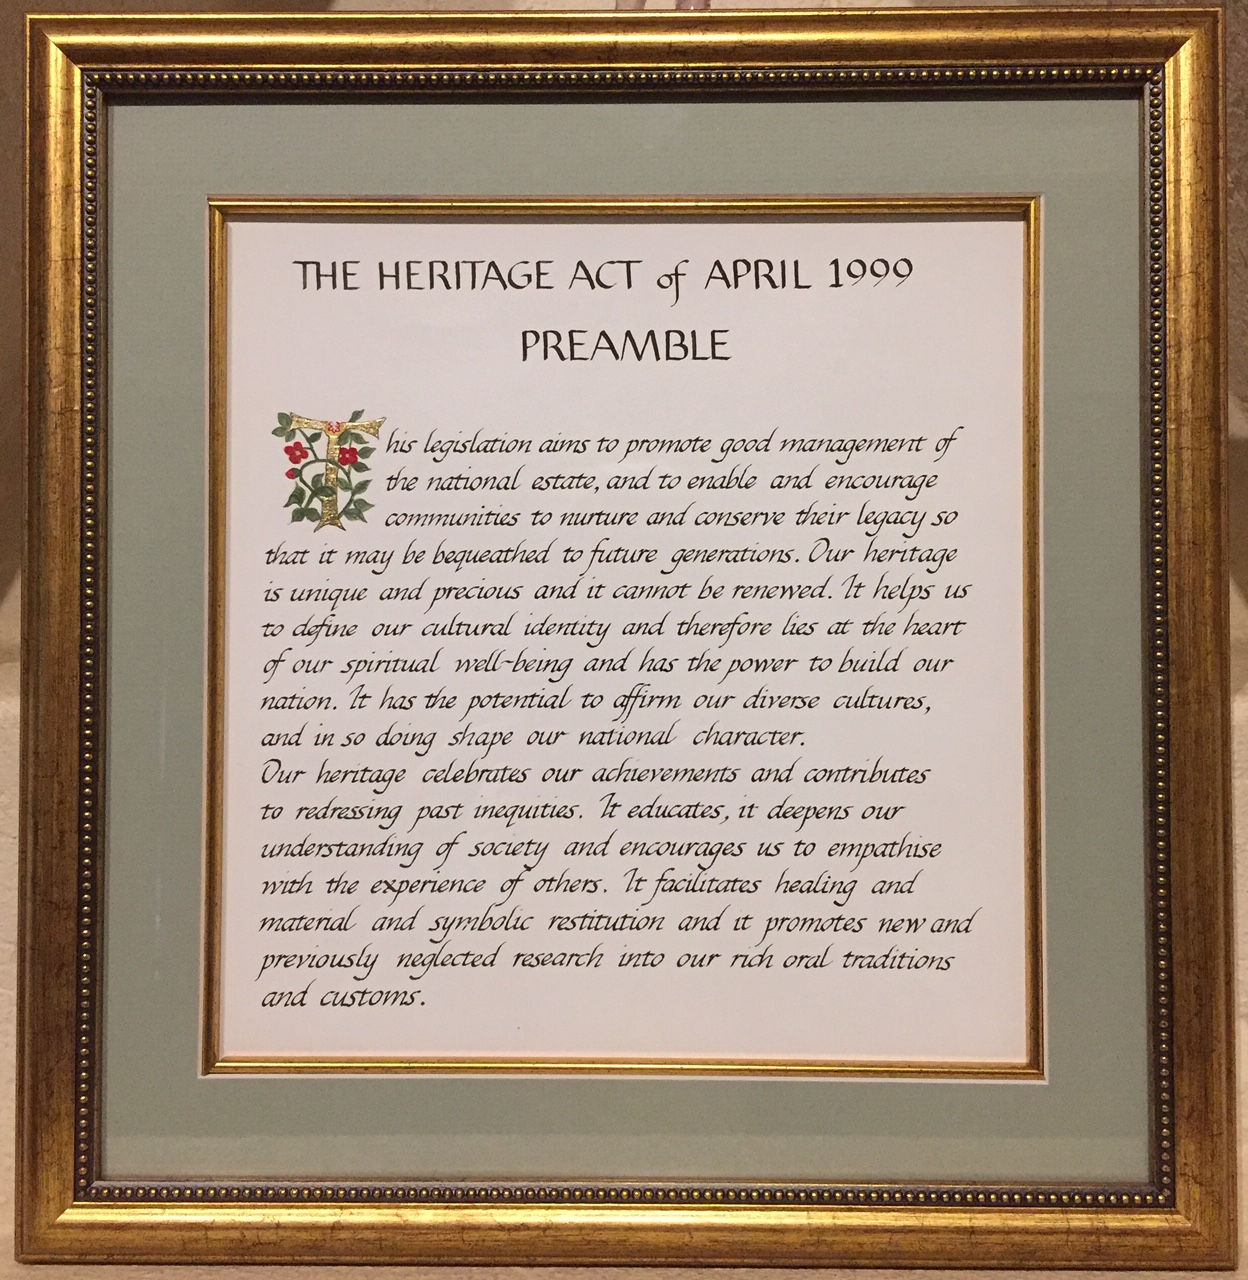 THE HERITAGE ACT of APRIL 1999
PREAMBLE
This legislation aims to promote good management of
the national estate, and to enable and encourage
communities to nurture and conserve their legacy so
that it may be bequeathed to future generations. Our heritage
is unique and precious and it cannot be renewed. It helps us
to define our cultural identity and therefore lies at the heart
of our spiritual well-being and has the power to build our
nation. It has the potential to affirm our diverse cultures,
and in so doing shape our national character.
Our heritage celebrates our achievements and contributes
to redressing past inequities. It educates, it deepens our
understanding of society and encourages us to empathise
with the experience of others. It facilitates healing and
material and symbolic restitution and it promotes new and
previously neglected research into our rich oral traditions
and customs.